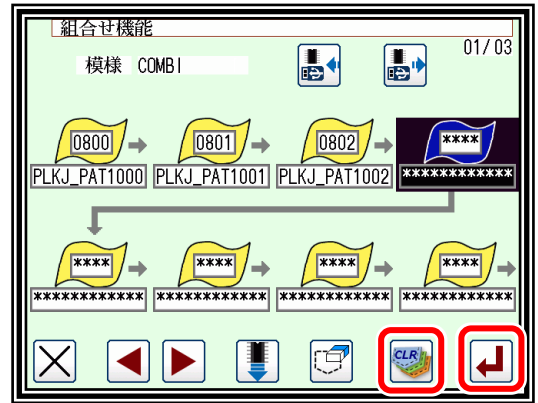 組合せ機能
01/03
模様 COMBI
0800 0801 0802 ****
PLKJ_PAT1000 PLKJ_PAT1001 PLKJ_PAT1002 ************
**** **** **** ****
************ ************ ************ ************
CLR